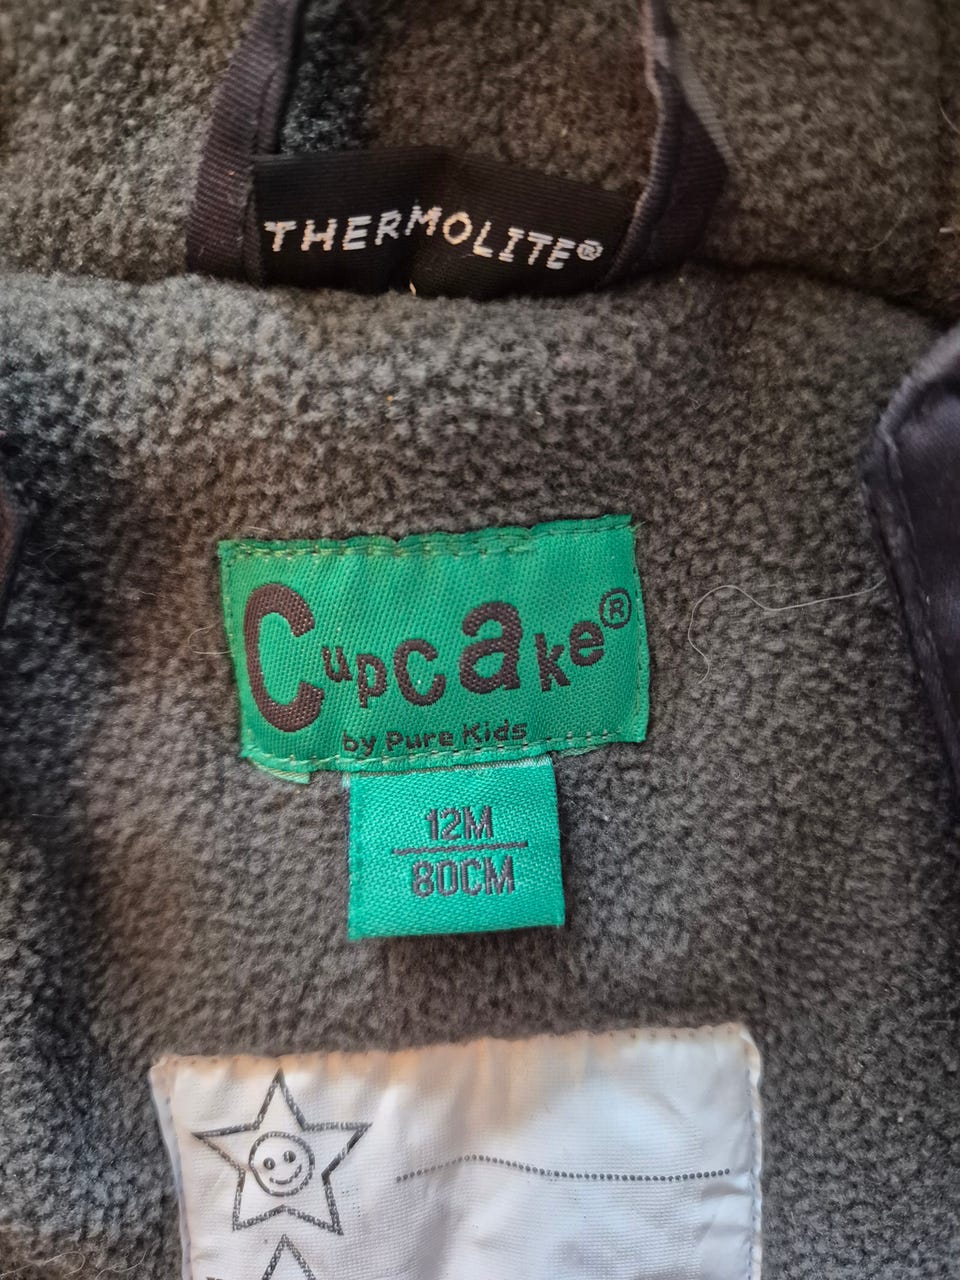 THERMOLITE®
Cupcake®
by Pure Kids
12M
80CM